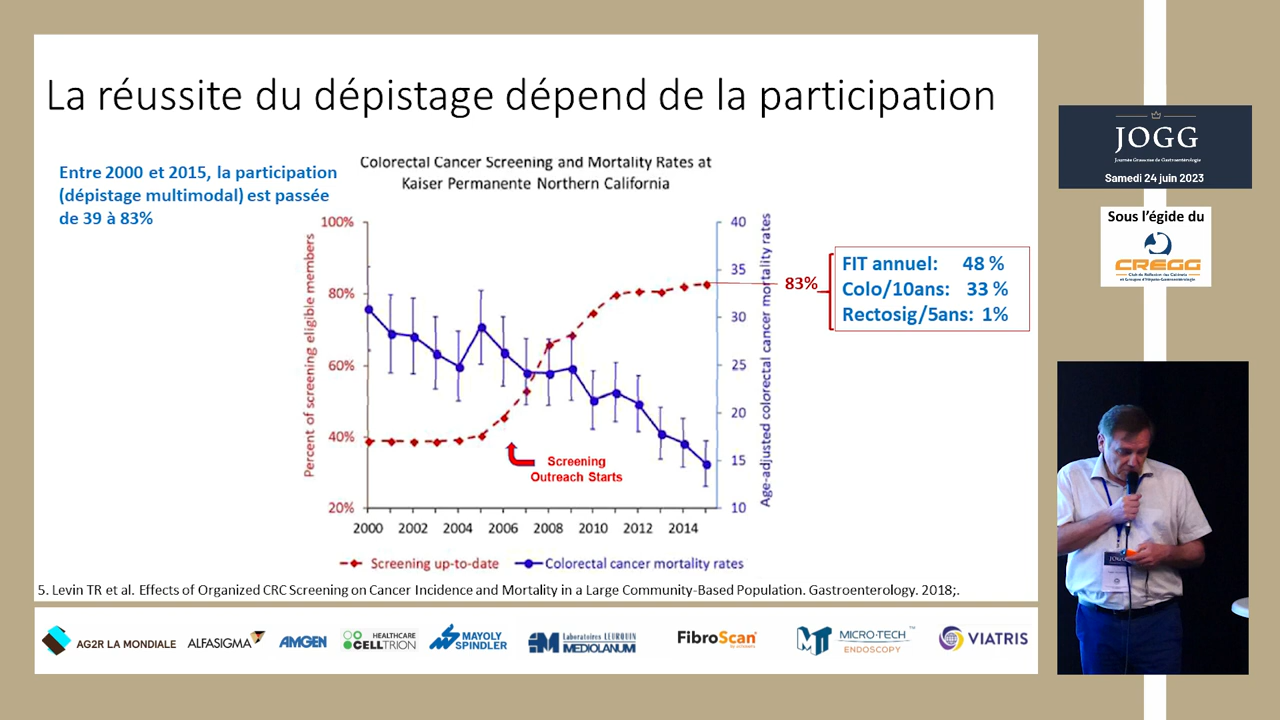 La réussite du dépistage dépend de la participation
Entre 2000 et 2015, la participation
(dépistage multimodal) est passée
de 39 à 83%
Colorectal Cancer Screening and Mortality Rates at
Kaiser Permanente Northern California
Percent of screening eligible members
100%
80%
60%
40%
20%
40
35
30
25
20
15
10
Age-adjusted colorectal cancer mortality rates
Screening
Outreach Starts
2000 2002 2004 2006 2008 2010 2012 2014
Screening up-to-date
Colorectal cancer mortality rates
83%
FIT annuel: 48 %
Colo/10ans: 33 %
Rectosig/5ans: 1%
5. Levin TR et al. Effects of Organized CRC Screening on Cancer Incidence and Mortality in a Large Community-Based Population. Gastroenterology. 2018;.
AG2R LA MONDIALE
ALFASIGMA
AMGEN
HEALTHCARE
CELLTRION
MAYOLY
SPINDLER
Laboratoires LEURQUIN
MEDIOLANUM
FibroScan
MICRO-TECH™
ENDOSCOPY
VIATRIS
JOGG
Samedi 24 juin 2023
Sous l'égide du
CREGG
Club de Réflexion des Cabinets
et Groupes d'Hépato-Gastroentérologie
JOGG